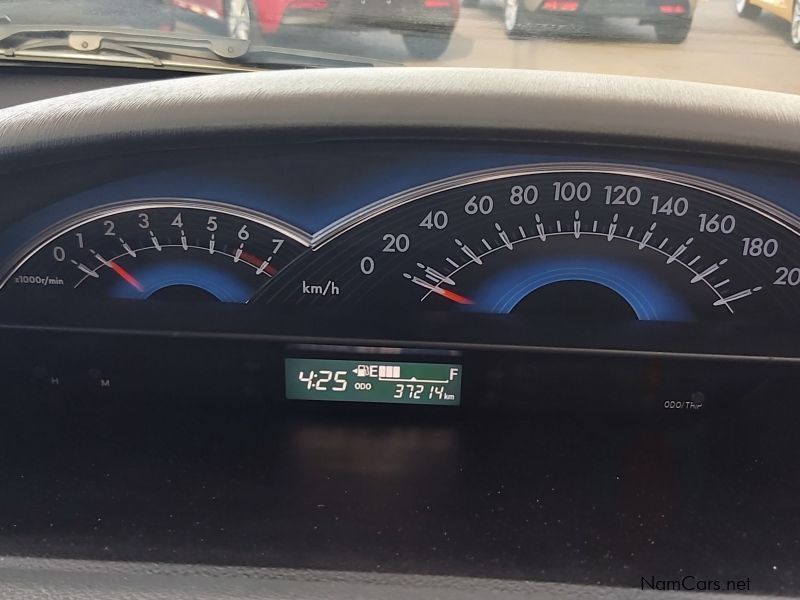 0 1 2 3 4 5 6 7
x1000r/min
0 20 40 60 80 100 120 140 160 180 20
km/h
4:25 E F
ODO 37214 km
H M
ODO/TRIP
NamCars.net